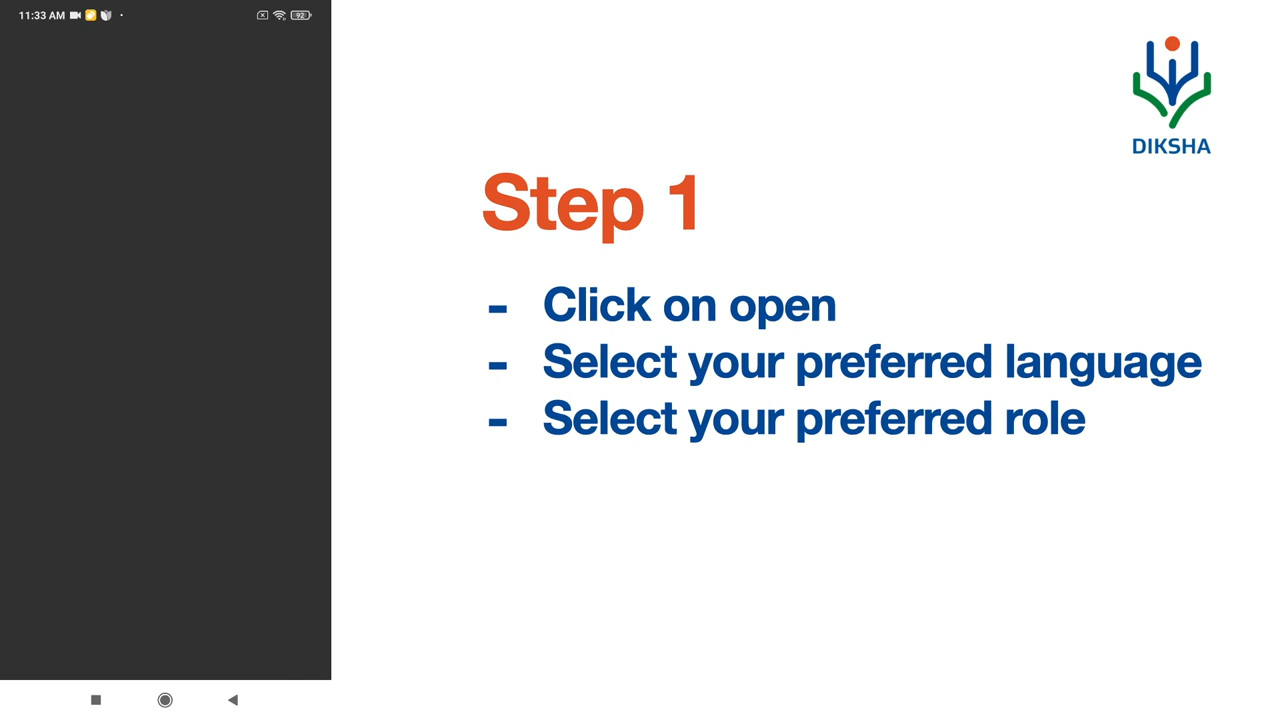 11:33 AM
92
DIKSHA
Step 1
- Click on open
- Select your preferred language
- Select your preferred role